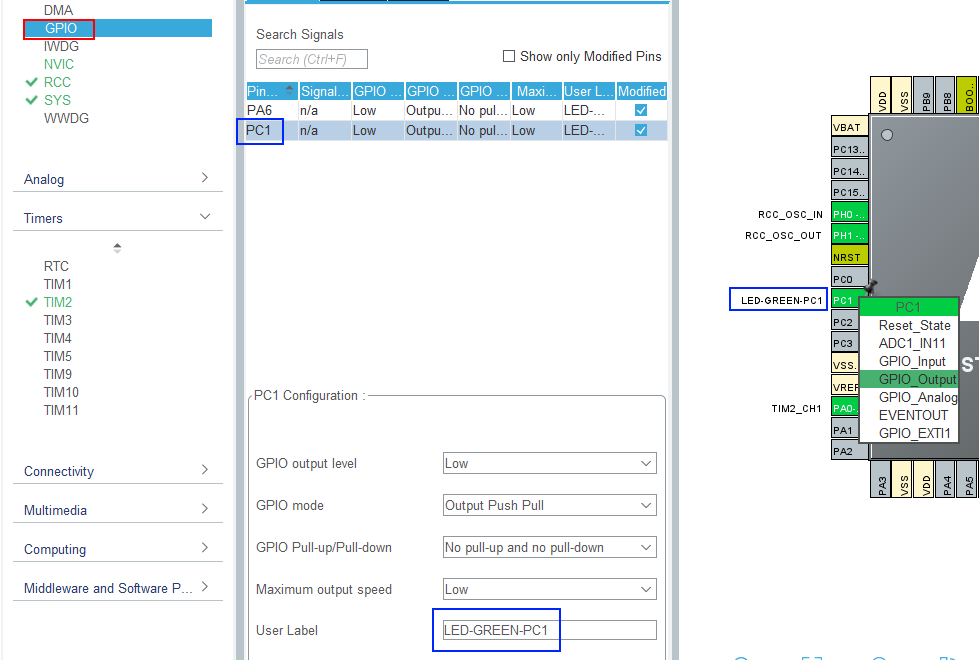 DMA
GPIO
IWDG
NVIC
RCC
SYS
WWDG
Analog
Timers
RTC
TIM1
TIM2
TIM3
TIM4
TIM5
TIM9
TIM10
TIM11
Connectivity
Multimedia
Computing
Middleware and Software P...
Search Signals
Search (Ctrl+F)
Show only Modified Pins
Pin... Signal... GPIO ... GPIO ... GPIO ... Maxi... User L... Modified
PA6 n/a Low Outpu... No pul... Low LED-...
PC1 n/a Low Outpu... No pul... Low LED-...
PC1 Configuration :
GPIO output level Low
GPIO mode Output Push Pull
GPIO Pull-up/Pull-down No pull-up and no pull-down
Maximum output speed Low
User Label LED-GREEN-PC1
VDD VSS PB9 PB8 BOO...
VBAT
PC13..
PC14..
PC15..
RCC_OSC_IN PH0 -..
RCC_OSC_OUT PH1 -..
NRST
PC0
LED-GREEN-PC1 PC1
PC2
PC3
VSS..
VREF
TIM2_CH1 PA0-.
PA1
PA2
PC1
Reset_State
ADC1_IN11
GPIO_Input
GPIO_Output
GPIO_Analog
EVENTOUT
GPIO_EXTI1
ST
PA3 VSS VDD PA4 PA5